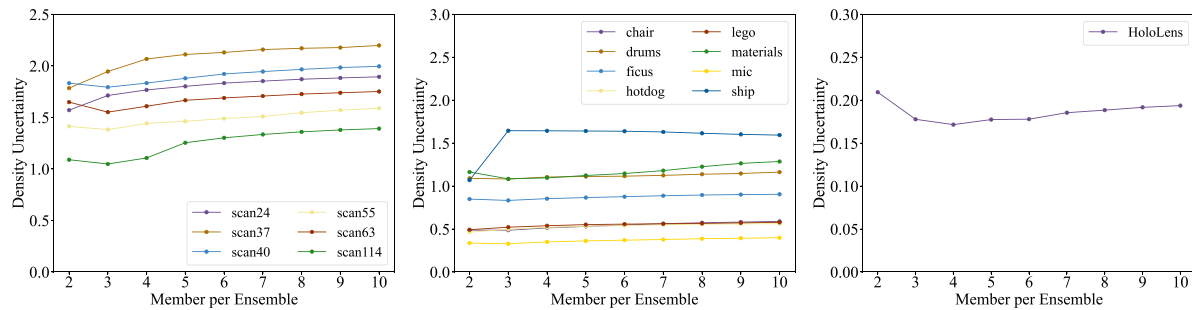 2.5
2.0
1.5
1.0
0.5
0.0
Density Uncertainty
2 3 4 5 6 7 8 9 10
Member per Ensemble
scan24 scan55
scan37 scan63
scan40 scan114
3.0
2.5
2.0
1.5
1.0
0.5
0.0
Density Uncertainty
2 3 4 5 6 7 8 9 10
Member per Ensemble
chair lego
drums materials
ficus mic
hotdog ship
0.30
0.25
0.20
0.15
0.10
0.05
0.00
Density Uncertainty
2 3 4 5 6 7 8 9 10
Member per Ensemble
HoloLens